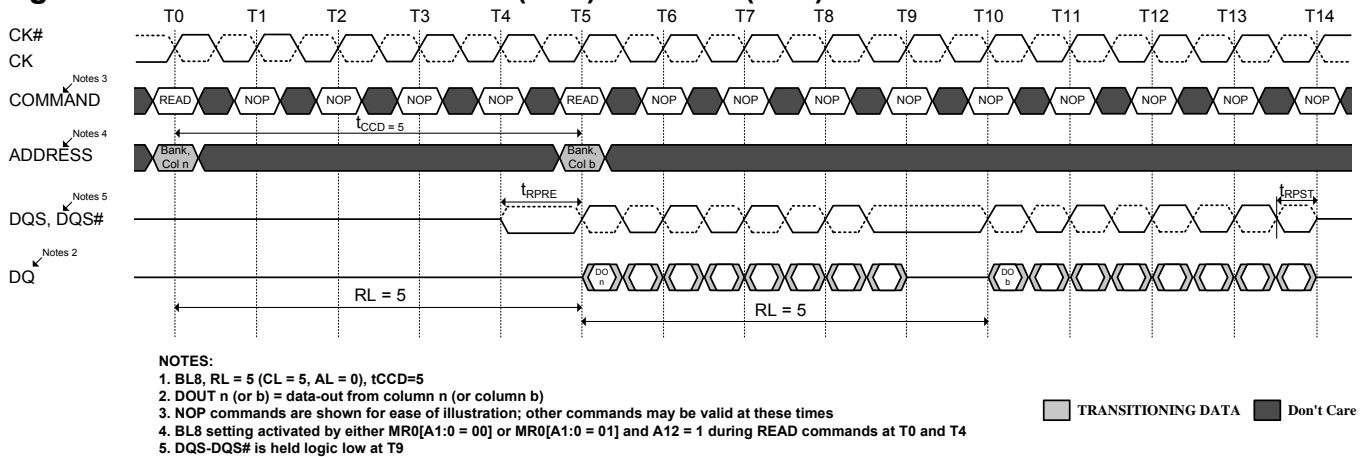 T0 T1 T2 T3 T4 T5 T6 T7 T8 T9 T10 T11 T12 T13 T14
CK#
CK
Notes 3
COMMAND READ NOP NOP NOP NOP READ NOP NOP NOP NOP NOP NOP NOP NOP NOP
tCCD = 5
Notes 4
ADDRESS Bank, Col n Bank, Col b
Notes 5
tRPRE tRPST
DQS, DQS#
Notes 2
DQ DO n DO b
RL = 5 RL = 5
NOTES:
1. BL8, RL = 5 (CL = 5, AL = 0), tCCD=5
2. DOUT n (or b) = data-out from column n (or column b)
3. NOP commands are shown for ease of illustration; other commands may be valid at these times
4. BL8 setting activated by either MR0[A1:0 = 00] or MR0[A1:0 = 01] and A12 = 1 during READ commands at T0 and T4
5. DQS-DQS# is held logic low at T9
TRANSITIONING DATA Don't Care